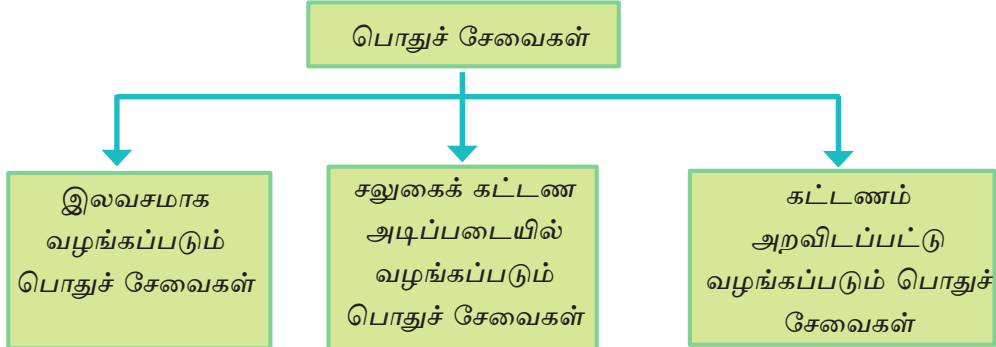 பொதுச் சேவைகள்
இலவசமாக
வழங்கப்படும்
பொதுச் சேவைகள்
சலுகைக் கட்டண
அடிப்படையில்
வழங்கப்படும்
பொதுச் சேவைகள்
கட்டணம்
அறவிடப்பட்டு
வழங்கப்படும் பொதுச்
சேவைகள்